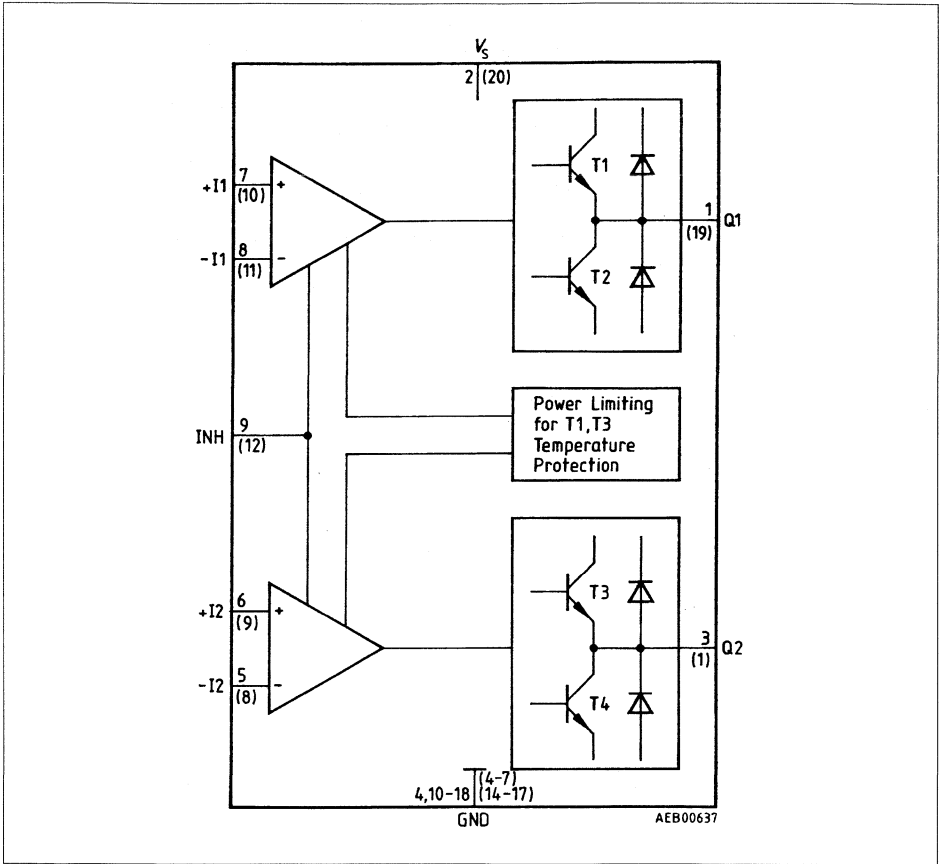 VS
2 (20)
+I1 7 (10) +
T1
1 (19) Q1
-I1 8 (11) -
T2
INH 9 (12)
Power Limiting
for T1,T3
Temperature
Protection
+I2 6 (9) +
T3
3 (1) Q2
-I2 5 (8) -
T4
(4-7)
4,10-18 (14-17)
GND
AEB00637